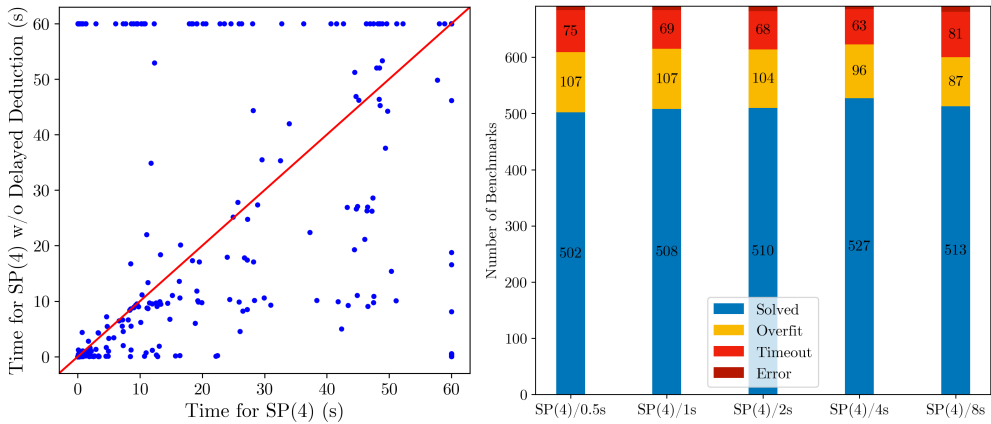 Time for SP(4) w/o Delayed Deduction (s)
60
50
40
30
20
10
0
0 10 20 30 40 50 60
Time for SP(4) (s)
Number of Benchmarks
600
500
400
300
200
100
0
75 69 68 63 81
107 107 104 96 87
502 508 510 527 513
Solved
Overfit
Timeout
Error
SP(4)/0.5s SP(4)/1s SP(4)/2s SP(4)/4s SP(4)/8s